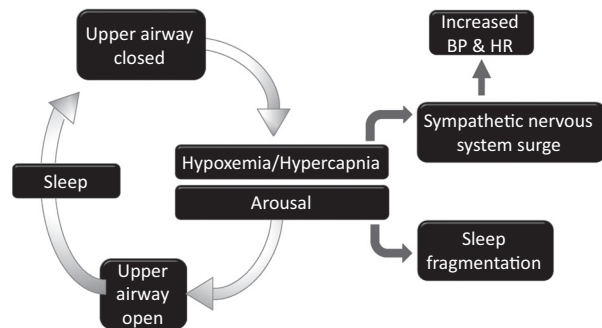 Upper airway
closed
Increased
BP & HR
Sympathetic nervous
system surge
Hypoxemia/Hypercapnia
Arousal
Sleep
Sleep
fragmentation
Upper
airway
open